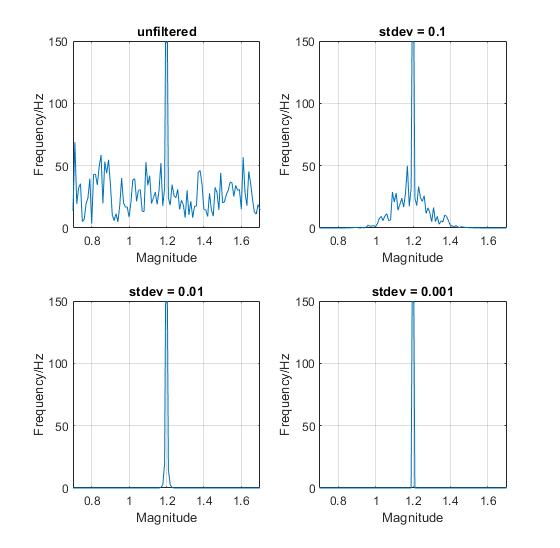 unfiltered
150
100
50
0
Frequency/Hz
0.8 1 1.2 1.4 1.6
Magnitude
stdev = 0.1
150
100
50
0
Frequency/Hz
0.8 1 1.2 1.4 1.6
Magnitude
stdev = 0.01
150
100
50
0
Frequency/Hz
0.8 1 1.2 1.4 1.6
Magnitude
stdev = 0.001
150
100
50
0
Frequency/Hz
0.8 1 1.2 1.4 1.6
Magnitude